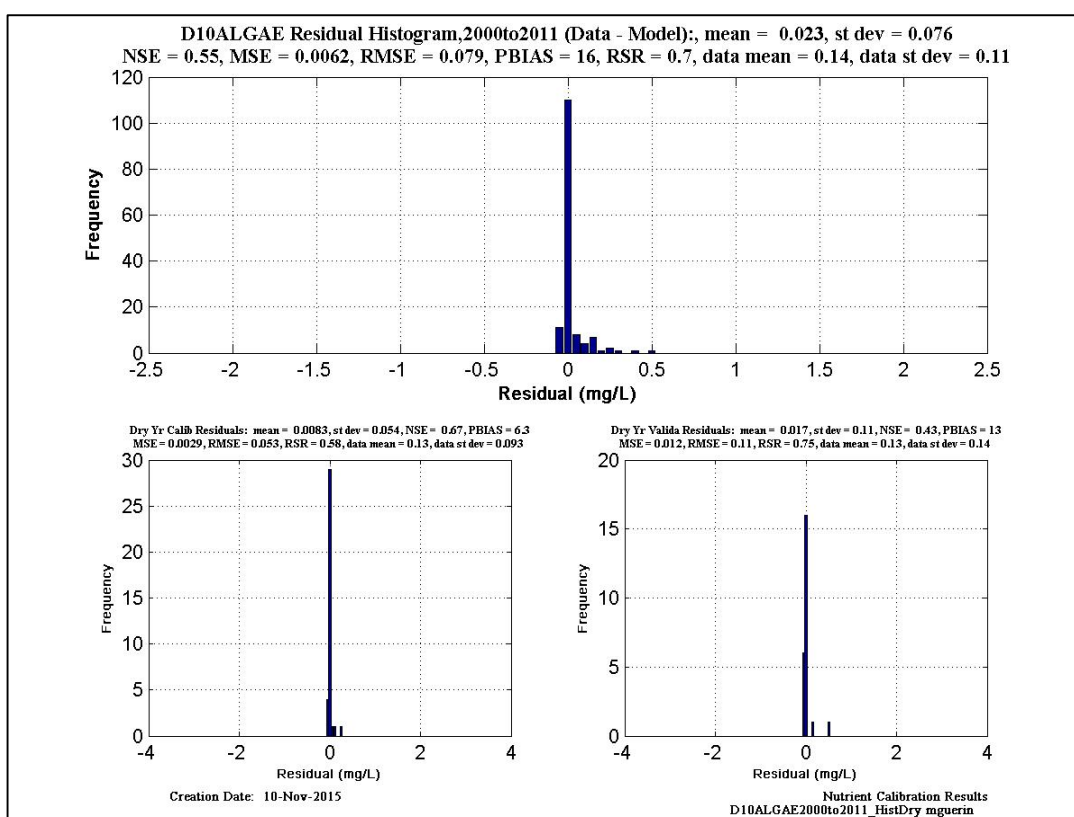 D10ALGAE Residual Histogram,2000to2011 (Data - Model):, mean = 0.023, st dev = 0.076
NSE = 0.55, MSE = 0.0062, RMSE = 0.079, PBIAS = 16, RSR = 0.7, data mean = 0.14, data st dev = 0.11
120
100
80
60
40
20
0
Frequency
-2.5 -2 -1.5 -1 -0.5 0 0.5 1 1.5 2 2.5
Residual (mg/L)
Dry Yr Calib Residuals: mean = 0.0083, st dev = 0.054, NSE = 0.67, PBIAS = 6.3
MSE = 0.0029, RMSE = 0.053, RSR = 0.58, data mean = 0.13, data st dev = 0.093
30
25
20
15
10
5
0
Frequency
-4 -2 0 2 4
Residual (mg/L)
Dry Yr Valida Residuals: mean = 0.017, st dev = 0.11, NSE = 0.43, PBIAS = 13
MSE = 0.012, RMSE = 0.11, RSR = 0.75, data mean = 0.13, data st dev = 0.14
20
15
10
5
0
Frequency
-4 -2 0 2 4
Residual (mg/L)
Creation Date: 10-Nov-2015
Nutrient Calibration Results
D10ALGAE2000to2011_HistDry mguerin